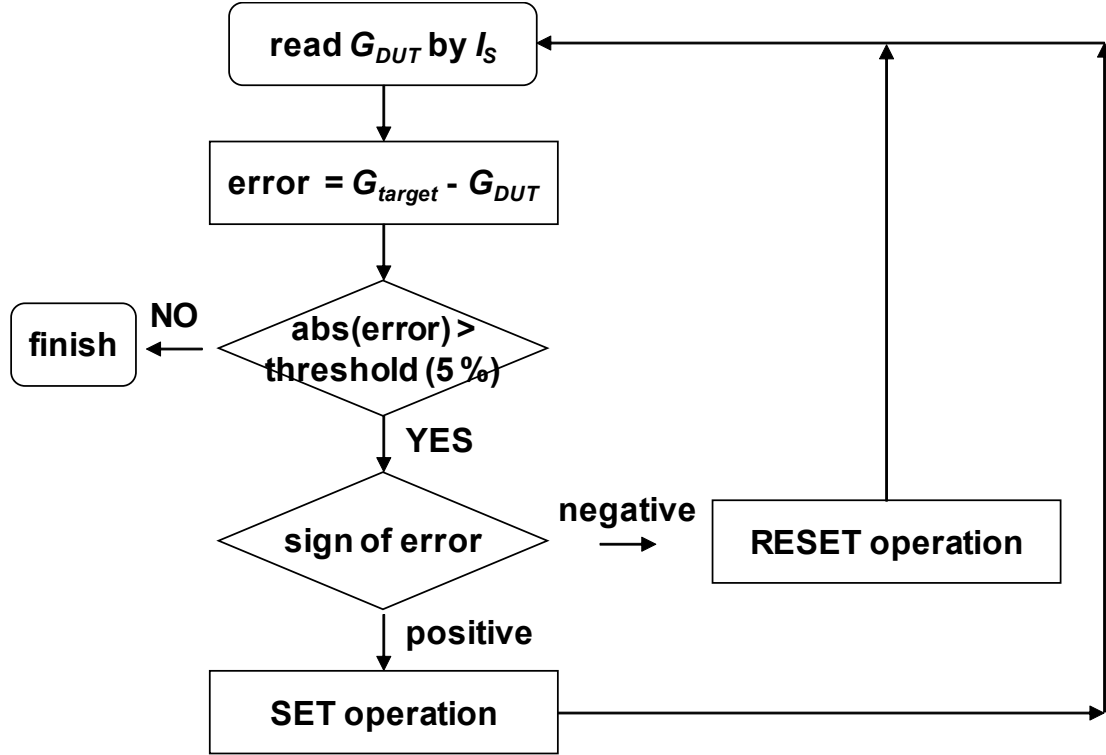 read G_DUT by I_S
error = G_target - G_DUT
abs(error) >
threshold (5 %)
NO
finish
YES
sign of error
negative
RESET operation
positive
SET operation